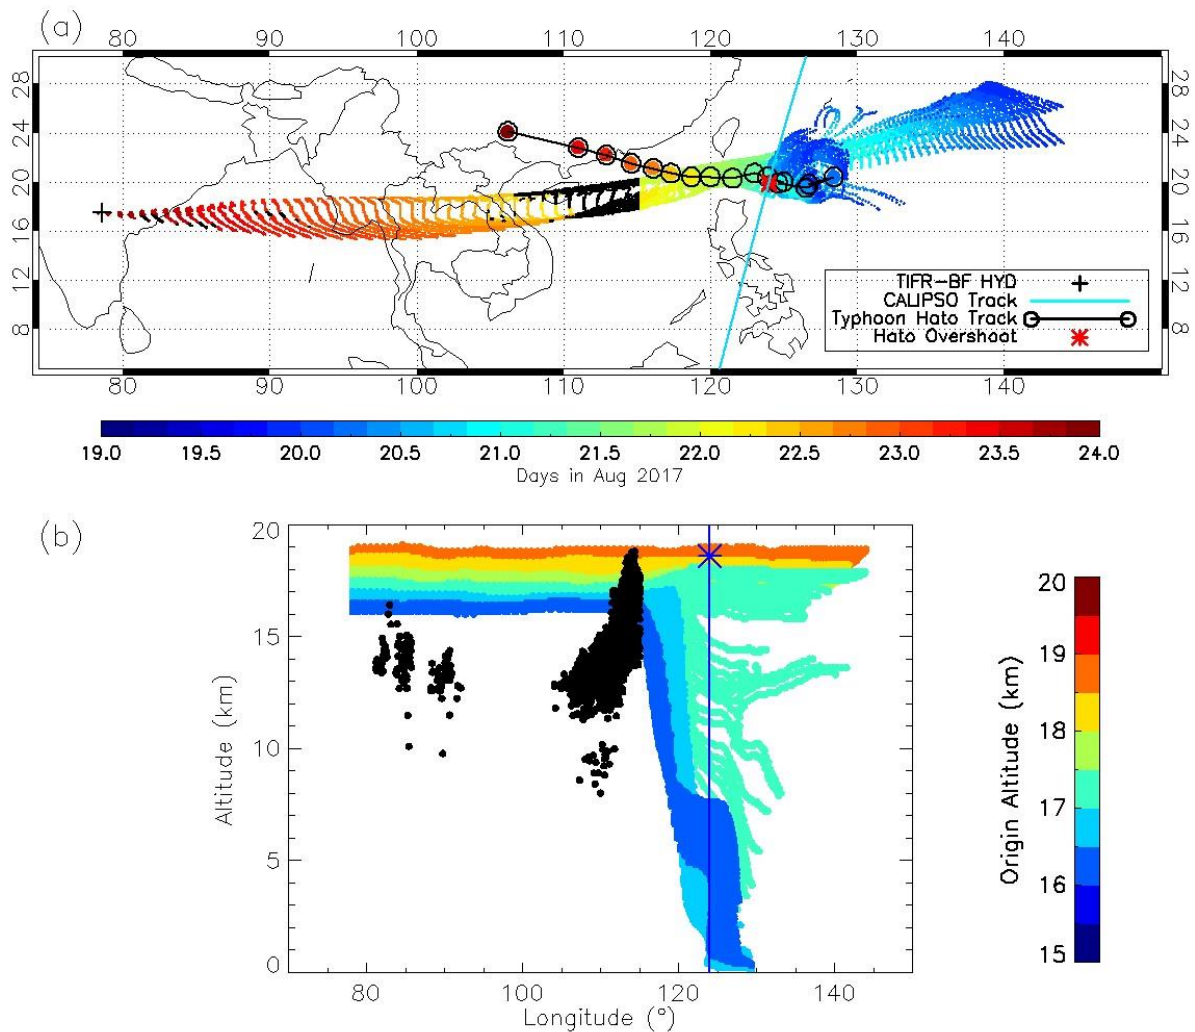 (a)
80 90 100 110 120 130 140
28 28
24 24
20 20
16 16
12 12
8 8
TIFR-BF HYD
CALIPSO Track
Typhoon Hato Track
Hato Overshoot
80 90 100 110 120 130 140
19.0 19.5 20.0 20.5 21.0 21.5 22.0 22.5 23.0 23.5 24.0
Days in Aug 2017
(b)
20
15
10
5
0
Altitude (km)
80 100 120 140
Longitude (°)
20
19
18
17
16
15
Origin Altitude (km)